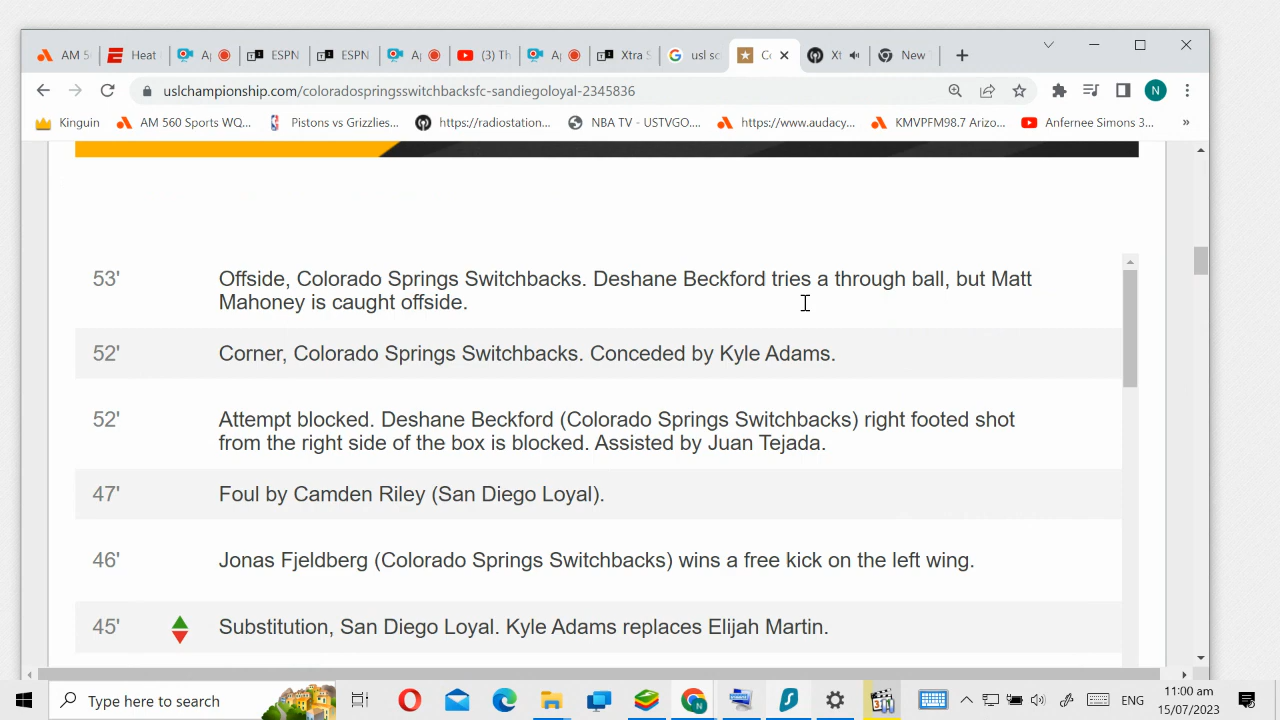 AM 5
Heat
ESPN
ESPN
(3) Th
Xtra S
usl sc
New
uslchampionship.com/coloradospringsswitchbacksfc-sandiegoloyal-2345836
N
Kinguin
AM 560 Sports WQ...
Pistons vs Grizzlies...
https://radiostation...
NBA TV - USTVGO....
https://www.audacy...
KMVPFM98.7 Arizo...
Anfernee Simons 3...
»
53' Offside, Colorado Springs Switchbacks. Deshane Beckford tries a through ball, but Matt
Mahoney is caught offside.
52' Corner, Colorado Springs Switchbacks. Conceded by Kyle Adams.
52' Attempt blocked. Deshane Beckford (Colorado Springs Switchbacks) right footed shot
from the right side of the box is blocked. Assisted by Juan Tejada.
47' Foul by Camden Riley (San Diego Loyal).
46' Jonas Fjeldberg (Colorado Springs Switchbacks) wins a free kick on the left wing.
45' Substitution, San Diego Loyal. Kyle Adams replaces Elijah Martin.
Type here to search
ENG
11:00 am
15/07/2023